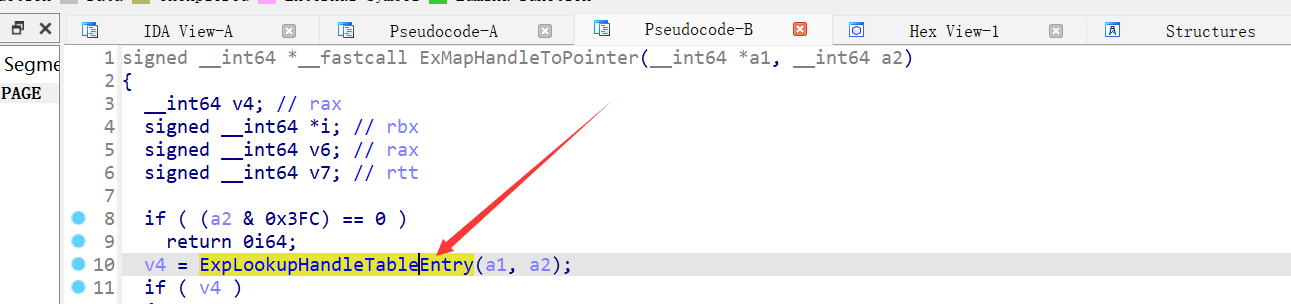 IDA View-A
Pseudocode-A
Pseudocode-B
Hex View-1
Structures
Segme
PAGE
1 signed __int64 *__fastcall ExMapHandleToPointer(__int64 *a1, __int64 a2)
2 {
3 __int64 v4; // rax
4 signed __int64 *i; // rbx
5 signed __int64 v6; // rax
6 signed __int64 v7; // rtt
7
8 if ( (a2 & 0x3FC) == 0 )
9 return 0i64;
10 v4 = ExpLookupHandleTableEntry(a1, a2);
11 if ( v4 )